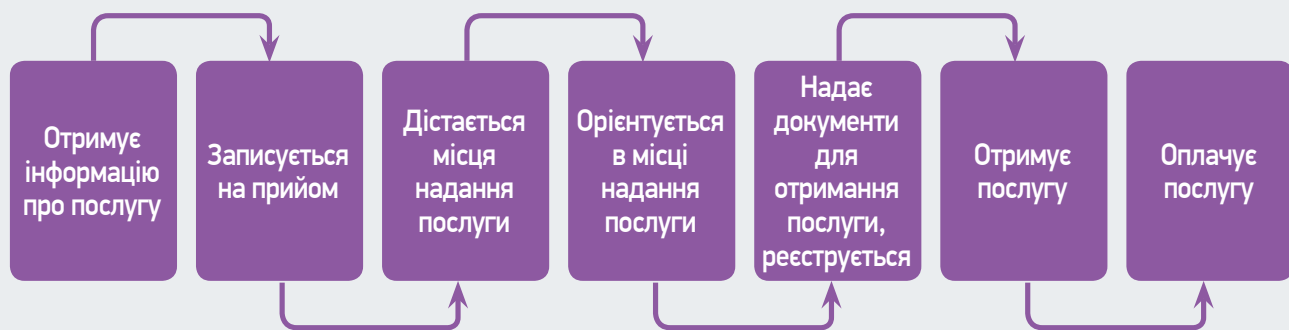 Отримує
інформацію
про послугу
Записується
на прийом
Дістається
місця
надання
послуги
Орієнтується
в місці
надання
послуги
Надає
документи
для
отримання
послуги,
реєструється
Отримує
послугу
Оплачує
послугу